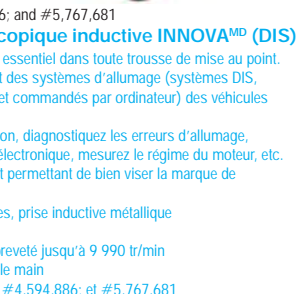 6; and #5,767,681
copique inductive INNOVAMD (DIS)
essentiel dans toute trousse de mise au point.
t des systèmes d'allumage (systèmes DIS,
et commandés par ordinateur) des véhicules
on, diagnostiquez les erreurs d'allumage,
électronique, mesurez le régime du moteur, etc.
t permettant de bien viser la marque de
es, prise inductive métallique
reveté jusqu'à 9 990 tr/min
le main
#4,594,886; et #5,767,681